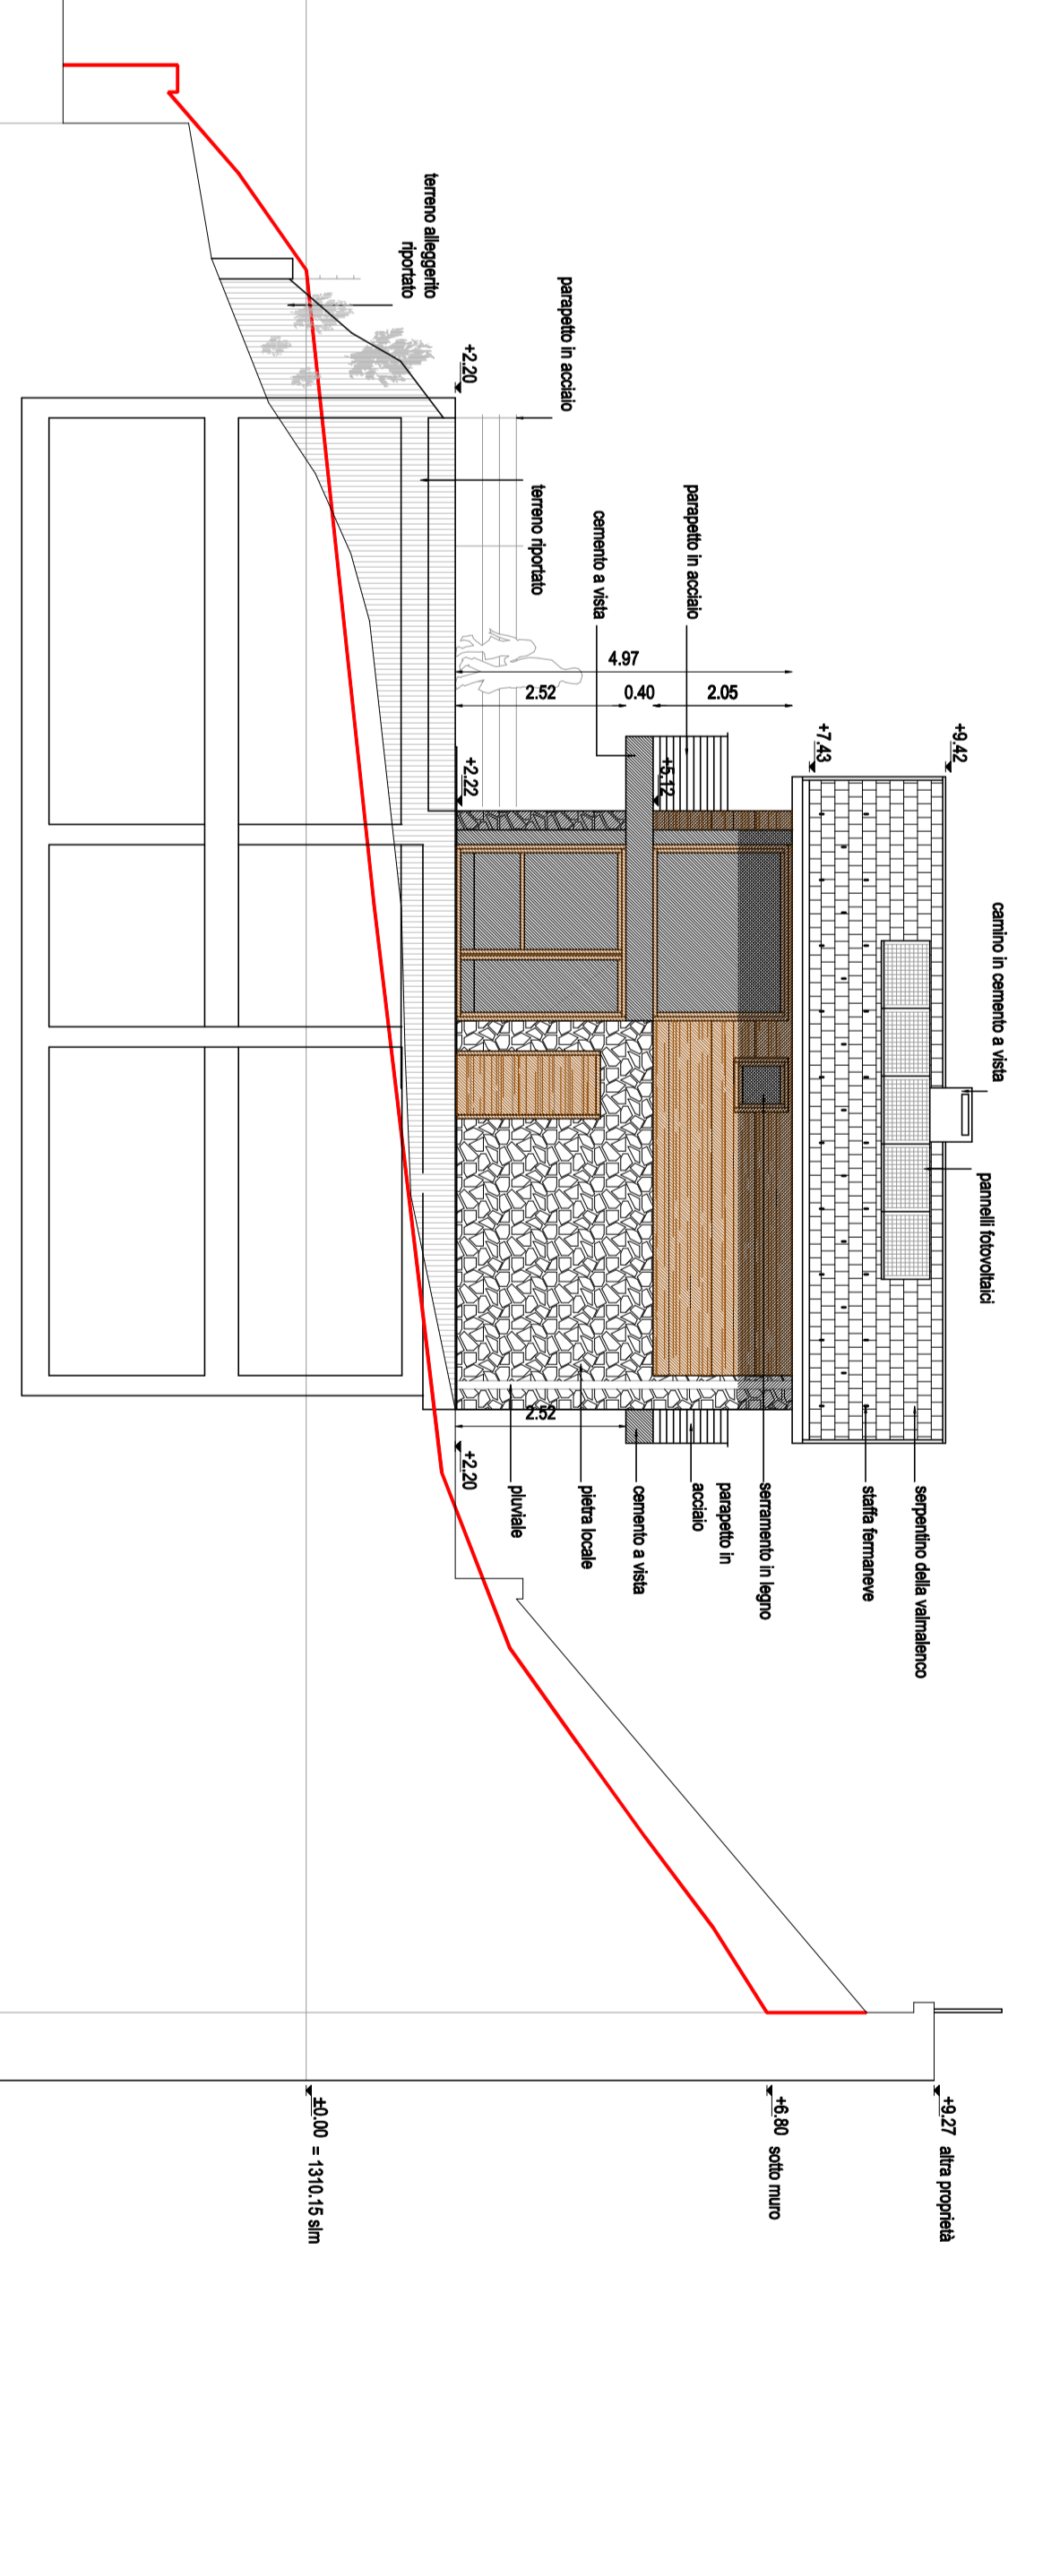 camino in cemento a vista
pannelli fotovoltaici
+9.42
+7.43
serpentino della valmalenco
staffa fermaneve
serramento in legno
parapetto in
acciaio
cemento a vista
pietra locale
pluviale
+2.20
parapetto in acciaio
cemento a vista
parapetto in acciaio
terreno riportato
terreno alleggerito
riportato
+2.20
4.97
2.05
0.40
2.52
+5.12
+2.22
2.52
+9.27 altra proprietà
+6.80 sotto muro
±0.00 = 1310.15 slm